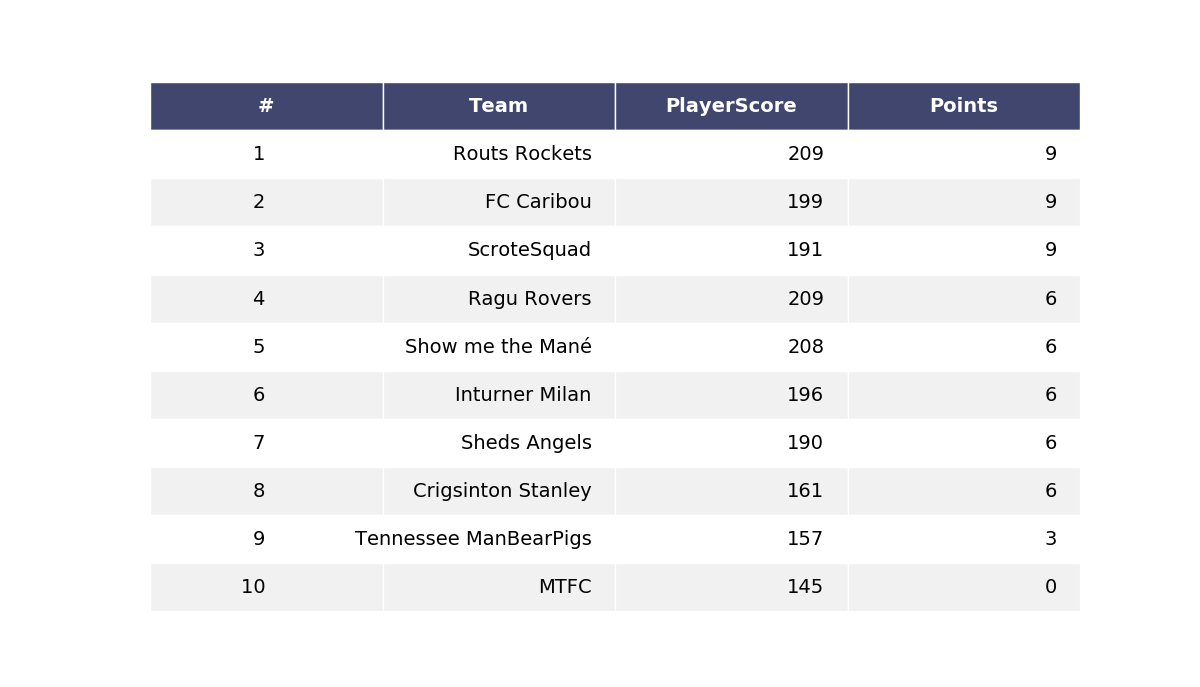 # Team PlayerScore Points
1 Routs Rockets 209 9
2 FC Caribou 199 9
3 ScroteSquad 191 9
4 Ragu Rovers 209 6
5 Show me the Mané 208 6
6 Inturner Milan 196 6
7 Sheds Angels 190 6
8 Crigsinton Stanley 161 6
9 Tennessee ManBearPigs 157 3
10 MTFC 145 0